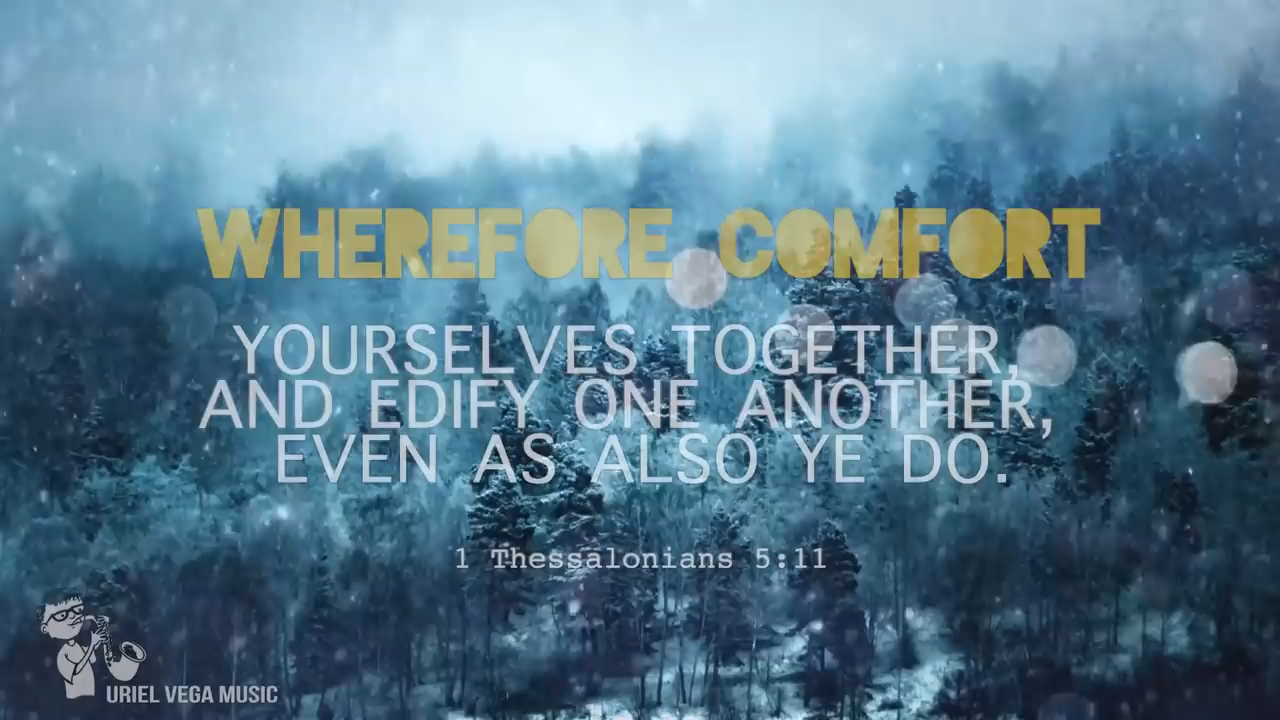 WHEREFORE COMFORT
YOURSELVES TOGETHER,
AND EDIFY ONE ANOTHER,
EVEN AS ALSO YE DO.
1 Thessalonians 5:11
URIEL VEGA MUSIC